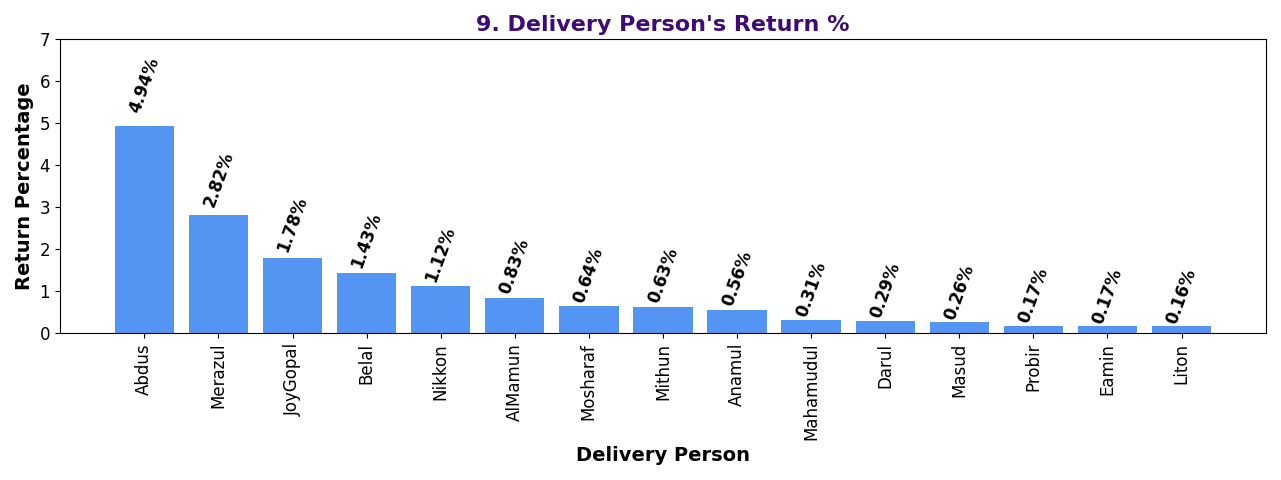 9. Delivery Person's Return %
Return Percentage
7
6
5
4
3
2
1
0
4.94%
2.82%
1.78%
1.43%
1.12%
0.83%
0.64%
0.63%
0.56%
0.31%
0.29%
0.26%
0.17%
0.17%
0.16%
Abdus
Merazul
JoyGopal
Belal
Nikkon
AlMamun
Mosharaf
Mithun
Anamul
Mahamudul
Darul
Masud
Probir
Eamin
Liton
Delivery Person